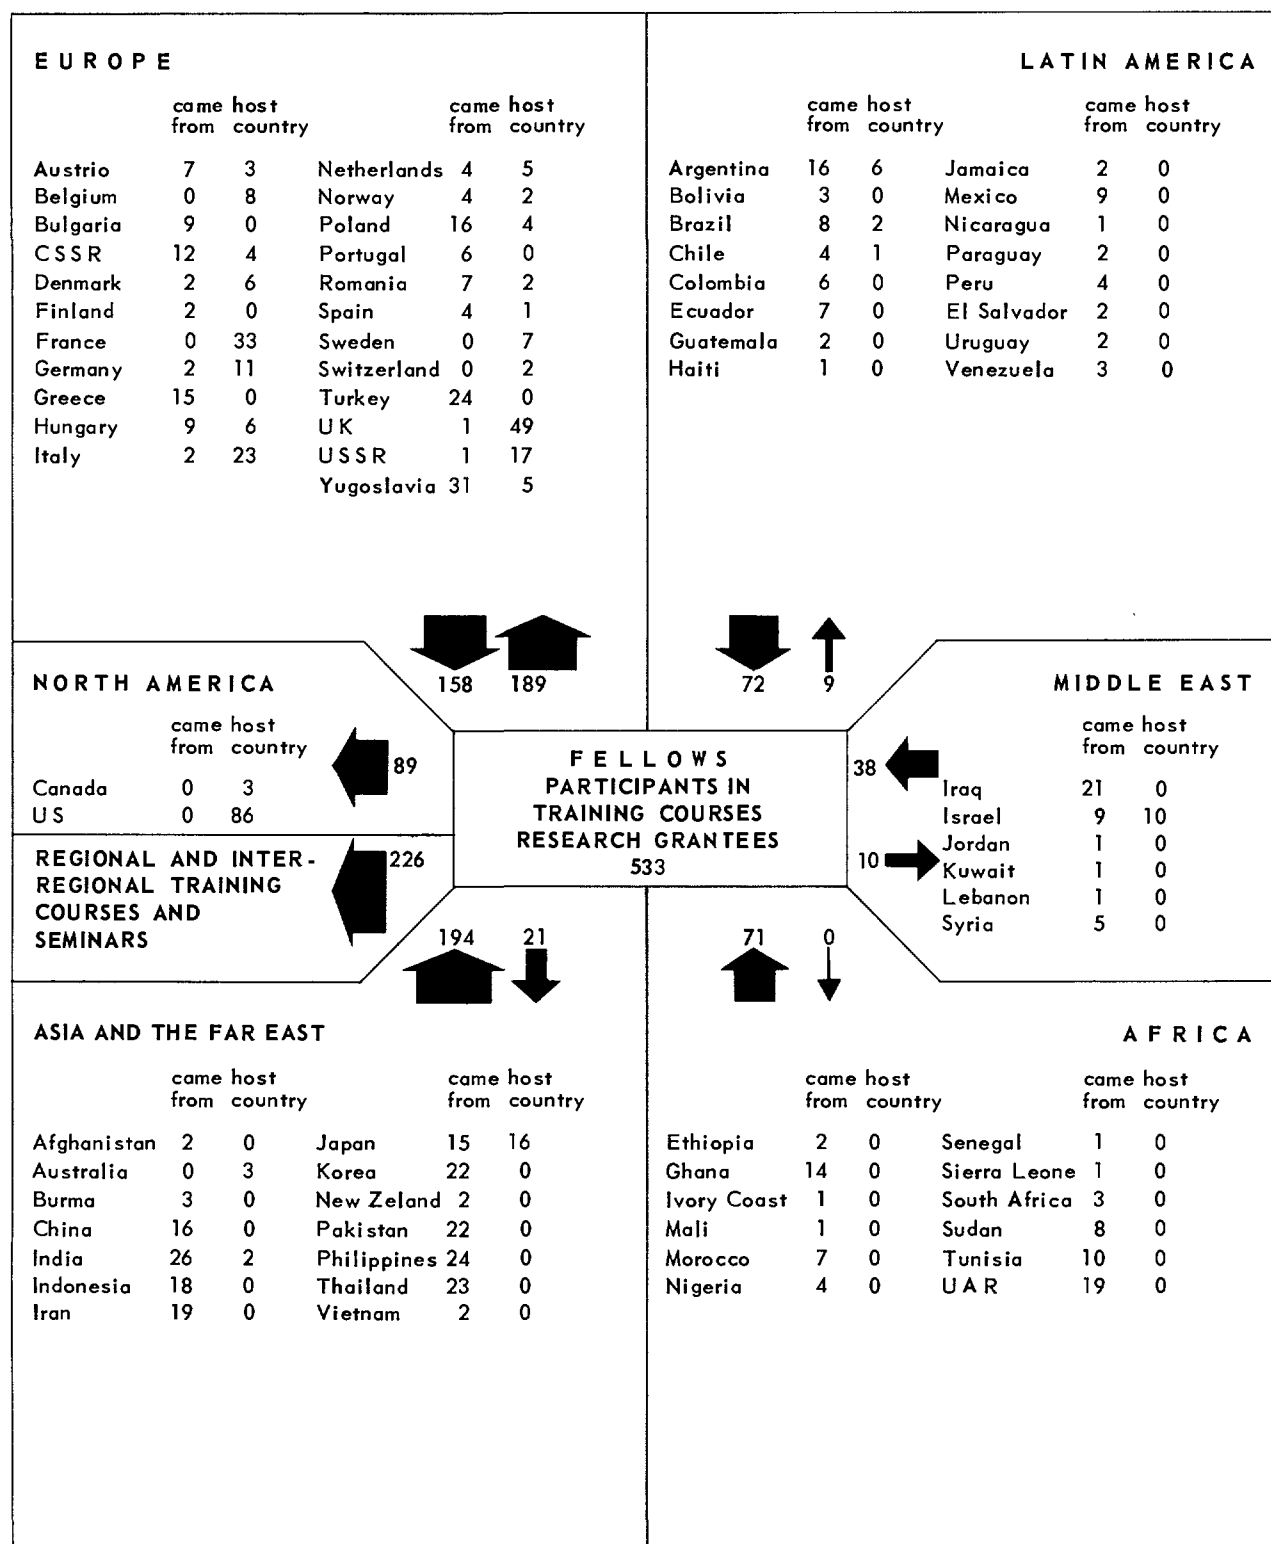 EUROPE
came host came host
from country from country
Austrio 7 3 Netherlands 4 5
Belgium 0 8 Norway 4 2
Bulgaria 9 0 Poland 16 4
CSSR 12 4 Portugal 6 0
Denmark 2 6 Romania 7 2
Finland 2 0 Spain 4 1
France 0 33 Sweden 0 7
Germany 2 11 Switzerland 0 2
Greece 15 0 Turkey 24 0
Hungary 9 6 UK 1 49
Italy 2 23 USSR 1 17
Yugoslavia 31 5
158 189
LATIN AMERICA
came host came host
from country from country
Argentina 16 6 Jamaica 2 0
Bolivia 3 0 Mexico 9 0
Brazil 8 2 Nicaragua 1 0
Chile 4 1 Paraguay 2 0
Colombia 6 0 Peru 4 0
Ecuador 7 0 El Salvador 2 0
Guatemala 2 0 Uruguay 2 0
Haiti 1 0 Venezuela 3 0
72 9
NORTH AMERICA
came host
from country
Canada 0 3
US 0 86
89
FELLOWS
PARTICIPANTS IN
TRAINING COURSES
RESEARCH GRANTEES
533
MIDDLE EAST
came host
from country
38
Iraq 21 0
Israel 9 10
Jordan 1 0
10
Kuwait 1 0
Lebanon 1 0
Syria 5 0
REGIONAL AND INTER-
REGIONAL TRAINING
COURSES AND
SEMINARS
226
194 21
71 0
ASIA AND THE FAR EAST
came host came host
from country from country
Afghanistan 2 0 Japan 15 16
Australia 0 3 Korea 22 0
Burma 3 0 New Zeland 2 0
China 16 0 Pakistan 22 0
India 26 2 Philippines 24 0
Indonesia 18 0 Thailand 23 0
Iran 19 0 Vietnam 2 0
AFRICA
came host came host
from country from country
Ethiopia 2 0 Senegal 1 0
Ghana 14 0 Sierra Leone 1 0
Ivory Coast 1 0 South Africa 3 0
Mali 1 0 Sudan 8 0
Morocco 7 0 Tunisia 10 0
Nigeria 4 0 UAR 19 0